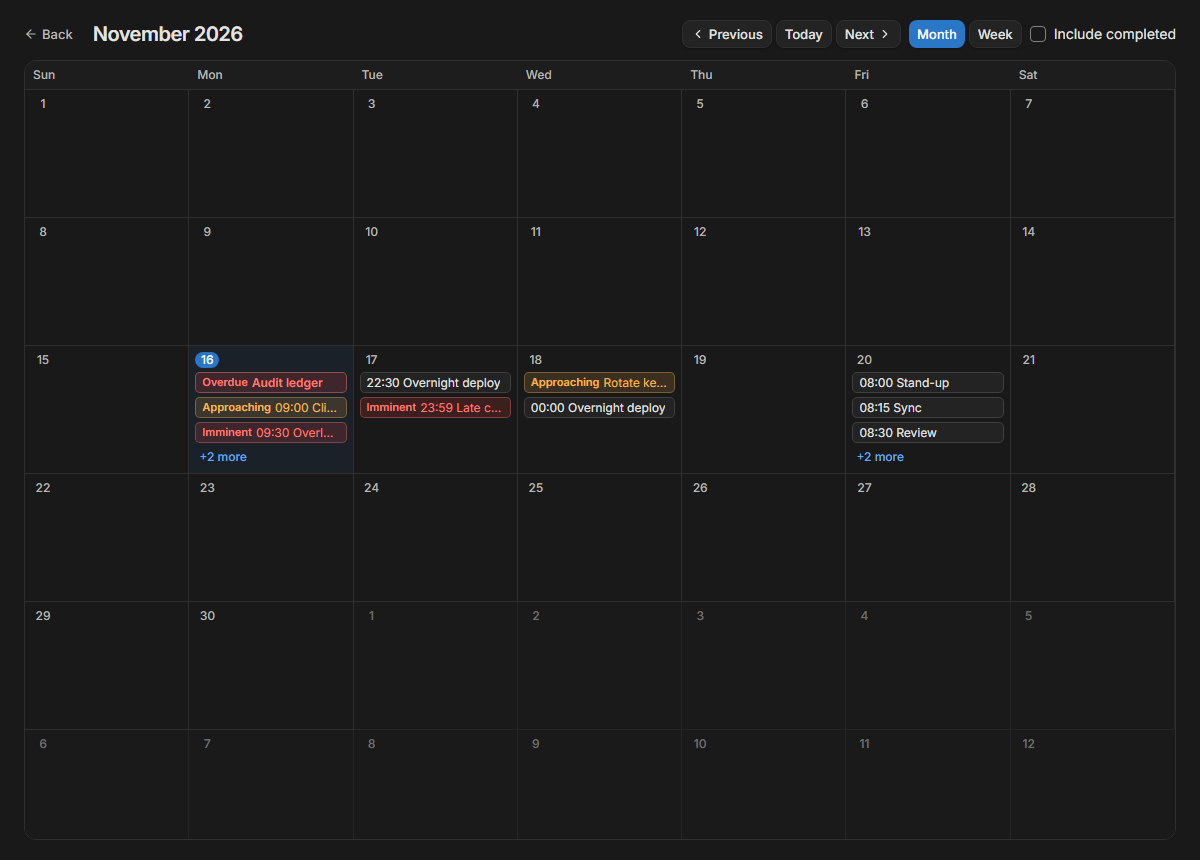 Back
November 2026
Previous
Today
Next
Month
Week
Include completed
Sun Mon Tue Wed Thu Fri Sat
1 2 3 4 5 6 7
8 9 10 11 12 13 14
15 16 17 18 19 20 21
Overdue Audit ledger
Approaching 09:00 Cli...
Imminent 09:30 Overl...
+2 more
22:30 Overnight deploy
Imminent 23:59 Late c...
Approaching Rotate ke...
00:00 Overnight deploy
08:00 Stand-up
08:15 Sync
08:30 Review
+2 more
22 23 24 25 26 27 28
29 30 1 2 3 4 5
6 7 8 9 10 11 12